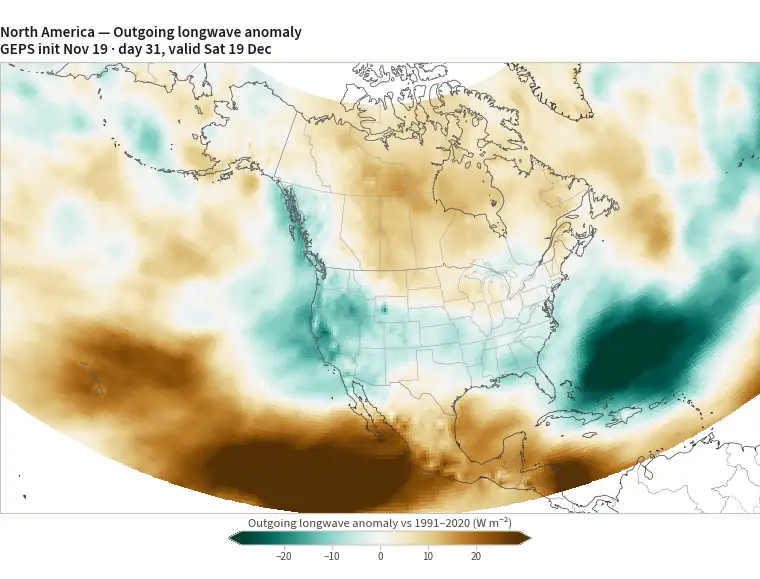 North America — Outgoing longwave anomaly
GEPS init Nov 19 · day 31, valid Sat 19 Dec
Outgoing longwave anomaly vs 1991–2020 (W m⁻²)
−20 −10 0 10 20